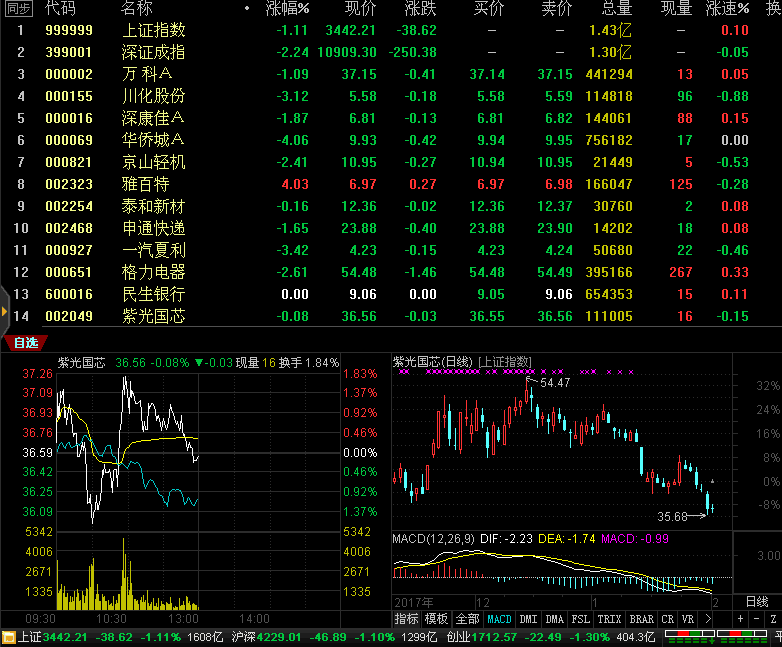 同步 代码 名称 • 涨幅% 现价 涨跌 买价 卖价 总量 现量 涨速% 换
1 999999 上证指数 -1.11 3442.21 -38.62 — — 1.43亿 — 0.10
2 399001 深证成指 -2.24 10909.30 -250.38 — — 1.30亿 — -0.05
3 000002 万科A -1.09 37.15 -0.41 37.14 37.15 441294 13 0.05
4 000155 川化股份 -3.12 5.58 -0.18 5.58 5.59 114818 96 -0.88
5 000016 深康佳A -1.87 6.81 -0.13 6.81 6.82 144061 88 0.15
6 000069 华侨城A -4.06 9.93 -0.42 9.94 9.95 756182 17 0.00
7 000821 京山轻机 -2.41 10.95 -0.27 10.94 10.95 21449 5 -0.53
8 002323 雅百特 4.03 6.97 0.27 6.97 6.98 166047 125 -0.28
9 002254 泰和新材 -0.16 12.36 -0.02 12.36 12.37 30760 2 0.08
10 002468 申通快递 -1.65 23.88 -0.40 23.88 23.90 14202 18 0.08
11 000927 一汽夏利 -3.42 4.23 -0.15 4.23 4.24 50680 22 -0.46
12 000651 格力电器 -2.61 54.48 -1.46 54.48 54.49 395166 267 0.33
13 600016 民生银行 0.00 9.06 0.00 9.05 9.06 654353 15 0.11
14 002049 紫光国芯 -0.08 36.56 -0.03 36.55 36.56 111005 16 -0.15
自选
紫光国芯 36.56 -0.08% ▼-0.03 现量 16 换手 1.84%
37.26 1.83%
37.09 1.37%
36.93 0.92%
36.76 0.46%
36.59 0.00%
36.42 0.46%
36.25 0.92%
36.09 1.37%
5342 5342
4006 4006
2671 2671
1335 1335
09:30 10:30 13:00 14:00
紫光国芯(日线) [上证指数]
54.47
32%
24%
16%
8%
0%
-8%
35.68
MACD(12,26,9) DIF: -2.23 DEA: -1.74 MACD: -0.99
3.00
2017年 12 1 2 日线
指标 模板 全部 MACD DMI DMA FSL TRIX BRAR CR VR > + - Z
上证3442.21 -38.62 -1.11% 1608亿 沪深4229.01 -46.89 -1.10% 1299亿 创业1712.57 -22.49 -1.30% 404.3亿